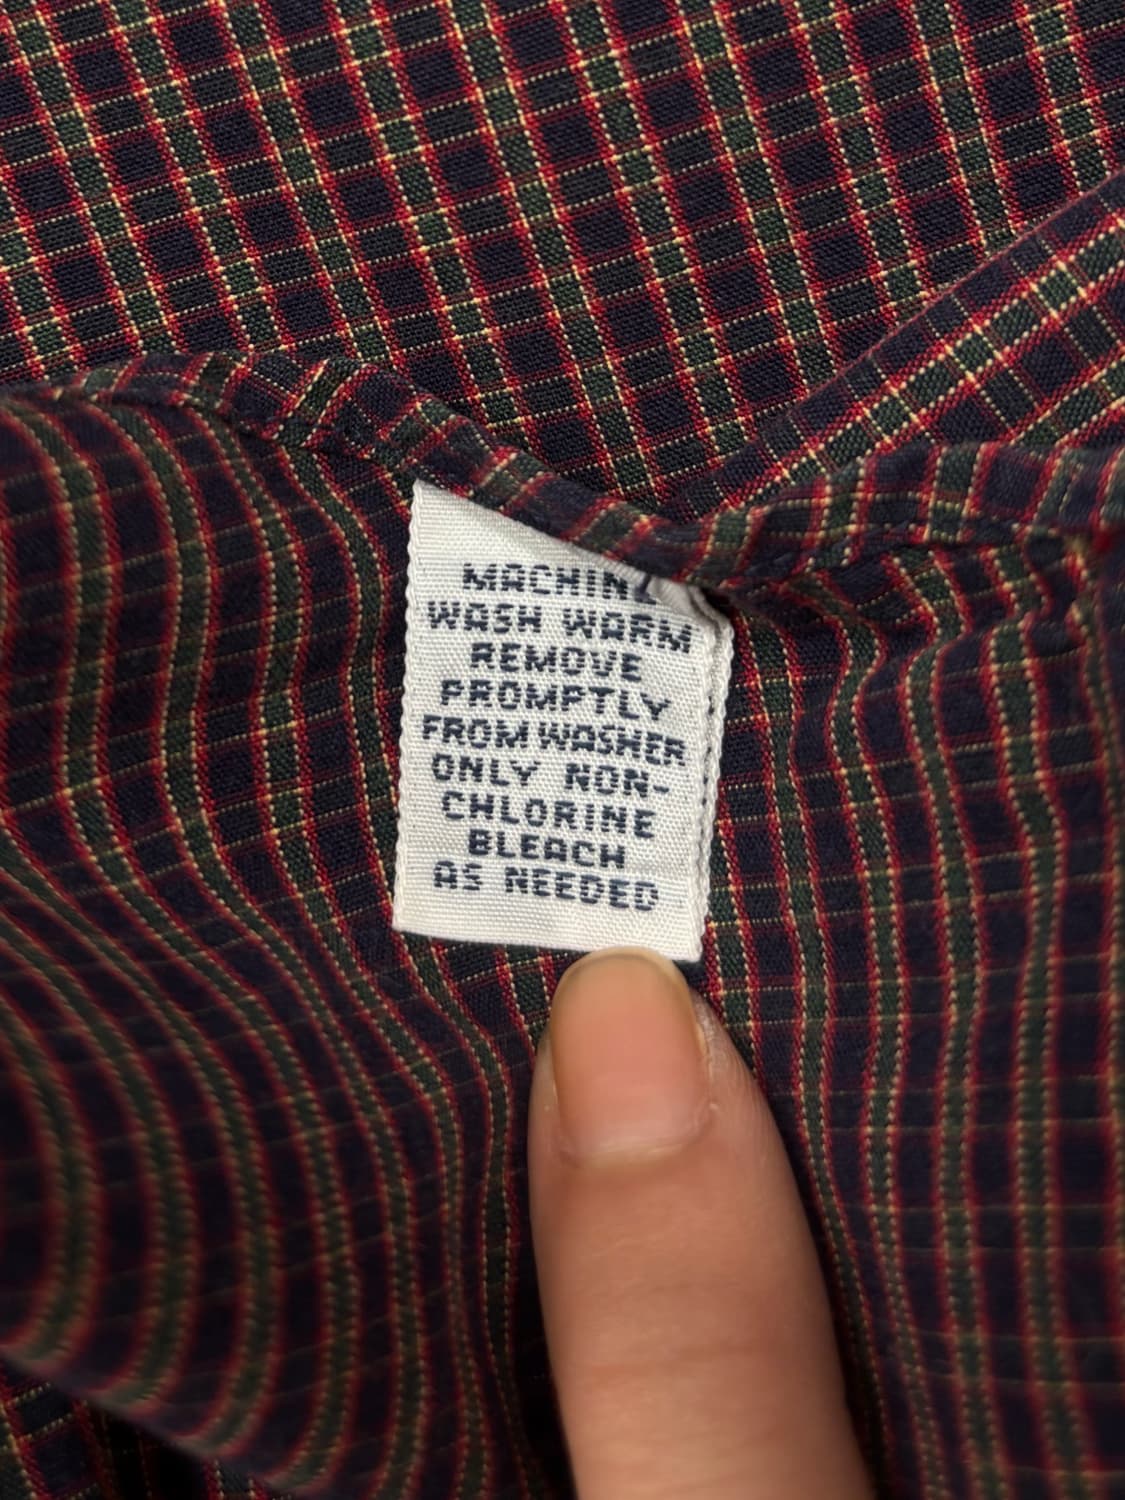 MACHINE
WASH WARM
REMOVE
PROMPTLY
FROM WASHER
ONLY NON-
CHLORINE
BLEACH
AS NEEDED